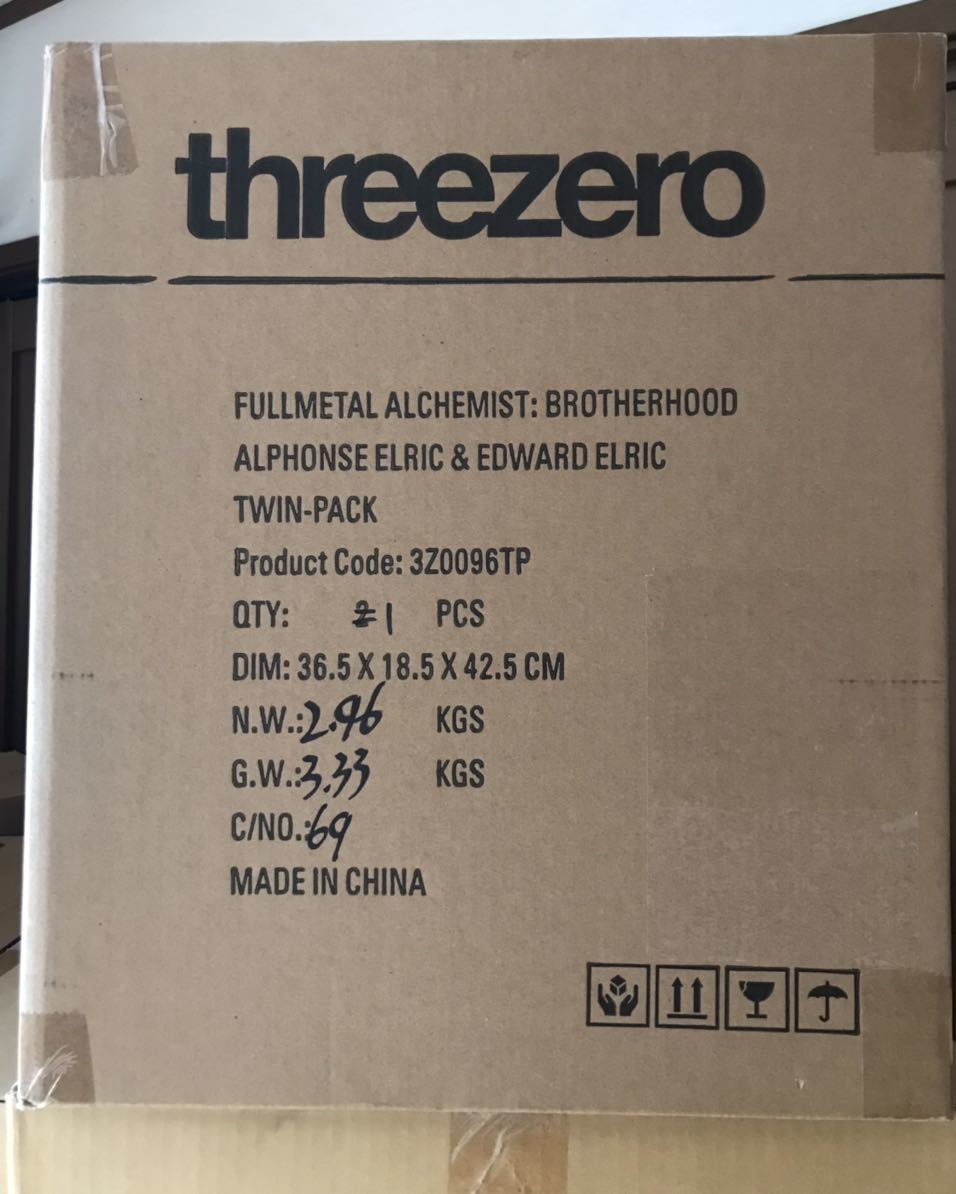 threezero
FULLMETAL ALCHEMIST: BROTHERHOOD
ALPHONSE ELRIC & EDWARD ELRIC
TWIN-PACK
Product Code: 3Z0096TP
QTY: 1 PCS
DIM: 36.5 X 18.5 X 42.5 CM
N.W.:2.96 KGS
G.W.:3.33 KGS
C/NO.:69
MADE IN CHINA